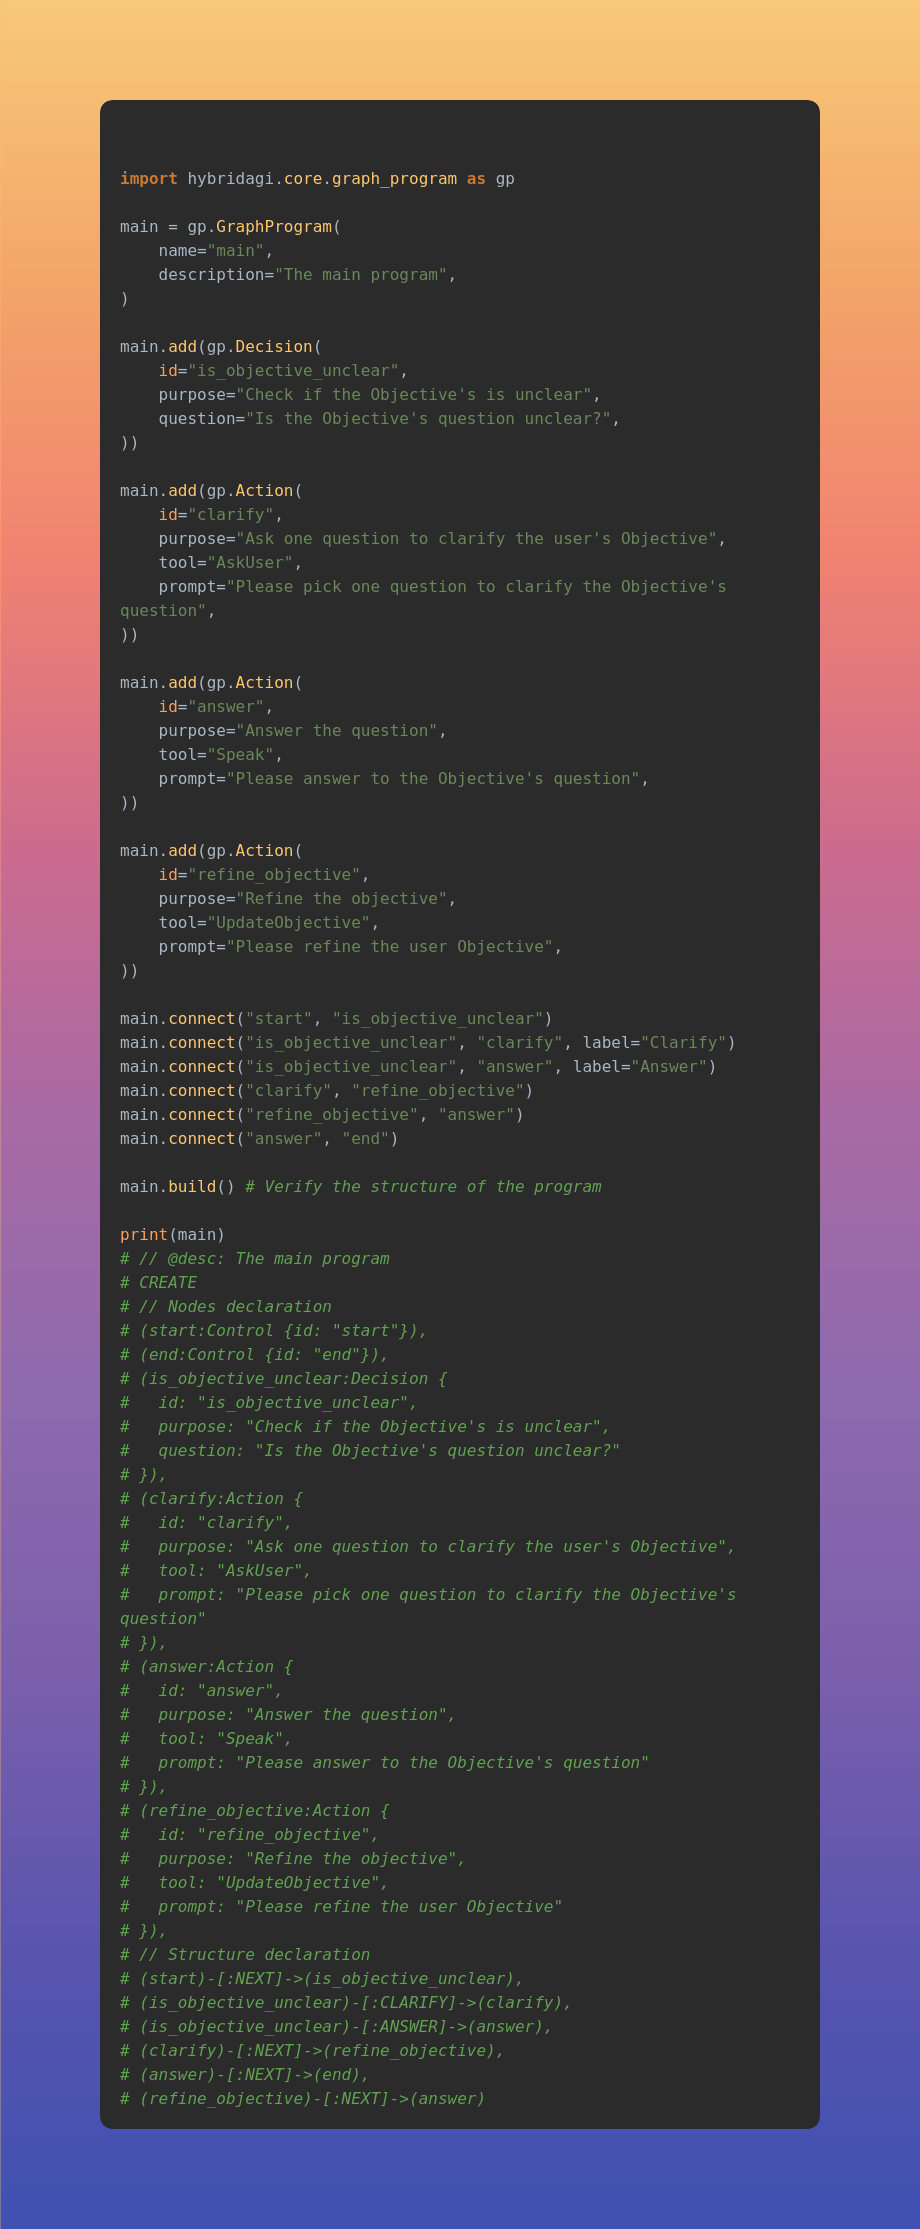 import hybridagi.core.graph_program as gp

main = gp.GraphProgram(
    name="main",
    description="The main program",
)

main.add(gp.Decision(
    id="is_objective_unclear",
    purpose="Check if the Objective's is unclear",
    question="Is the Objective's question unclear?",
))

main.add(gp.Action(
    id="clarify",
    purpose="Ask one question to clarify the user's Objective",
    tool="AskUser",
    prompt="Please pick one question to clarify the Objective's
question",
))

main.add(gp.Action(
    id="answer",
    purpose="Answer the question",
    tool="Speak",
    prompt="Please answer to the Objective's question",
))

main.add(gp.Action(
    id="refine_objective",
    purpose="Refine the objective",
    tool="UpdateObjective",
    prompt="Please refine the user Objective",
))

main.connect("start", "is_objective_unclear")
main.connect("is_objective_unclear", "clarify", label="Clarify")
main.connect("is_objective_unclear", "answer", label="Answer")
main.connect("clarify", "refine_objective")
main.connect("refine_objective", "answer")
main.connect("answer", "end")

main.build() # Verify the structure of the program

print(main)
# // @desc: The main program
# CREATE
# // Nodes declaration
# (start:Control {id: "start"}),
# (end:Control {id: "end"}),
# (is_objective_unclear:Decision {
#   id: "is_objective_unclear",
#   purpose: "Check if the Objective's is unclear",
#   question: "Is the Objective's question unclear?"
# }),
# (clarify:Action {
#   id: "clarify",
#   purpose: "Ask one question to clarify the user's Objective",
#   tool: "AskUser",
#   prompt: "Please pick one question to clarify the Objective's
question"
# }),
# (answer:Action {
#   id: "answer",
#   purpose: "Answer the question",
#   tool: "Speak",
#   prompt: "Please answer to the Objective's question"
# }),
# (refine_objective:Action {
#   id: "refine_objective",
#   purpose: "Refine the objective",
#   tool: "UpdateObjective",
#   prompt: "Please refine the user Objective"
# }),
# // Structure declaration
# (start)-[:NEXT]->(is_objective_unclear),
# (is_objective_unclear)-[:CLARIFY]->(clarify),
# (is_objective_unclear)-[:ANSWER]->(answer),
# (clarify)-[:NEXT]->(refine_objective),
# (answer)-[:NEXT]->(end),
# (refine_objective)-[:NEXT]->(answer)